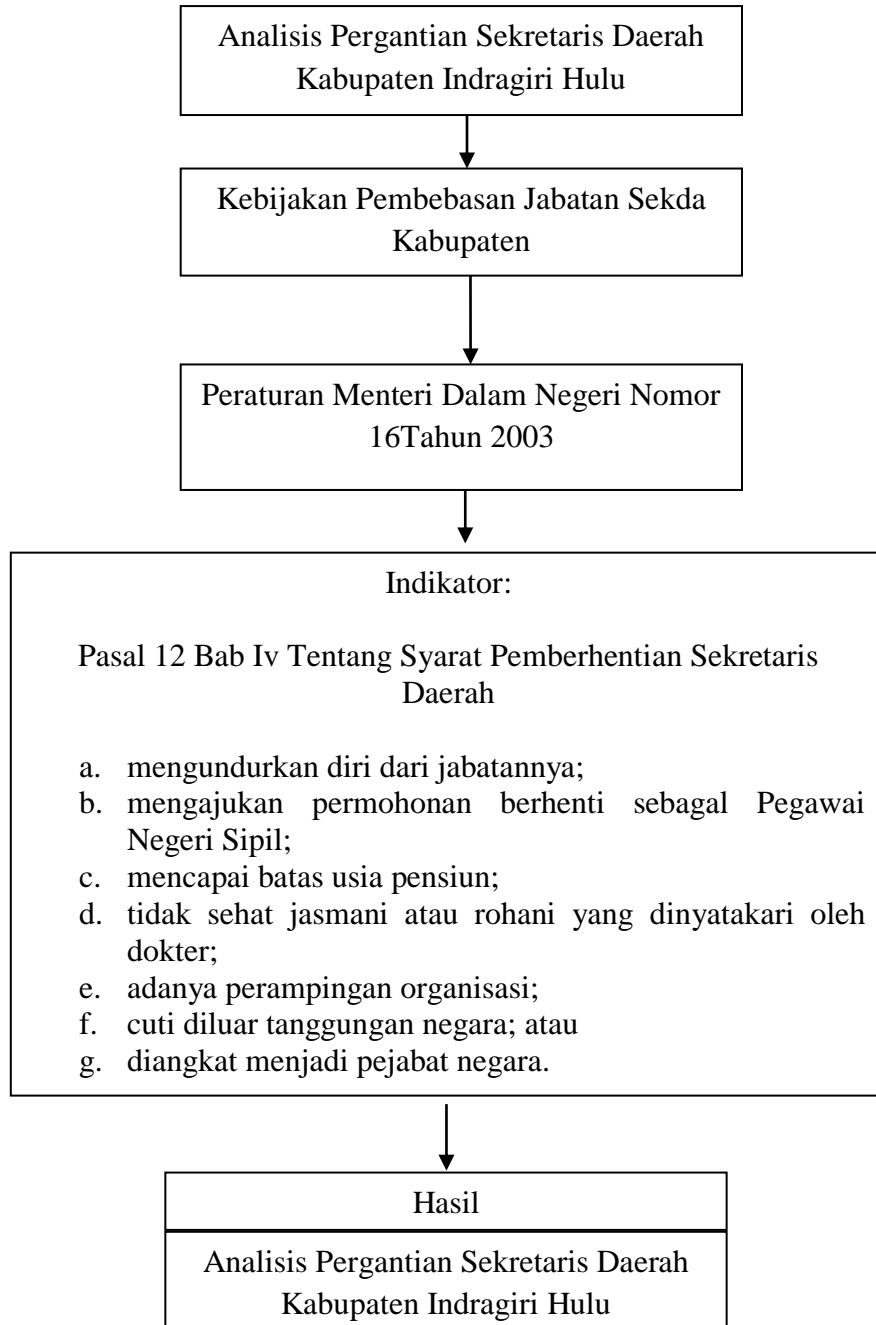 Analisis Pergantian Sekretaris Daerah
Kabupaten Indragiri Hulu
Kebijakan Pembebasan Jabatan Sekda
Kabupaten
Peraturan Menteri Dalam Negeri Nomor
16Tahun 2003
Indikator:
Pasal 12 Bab Iv Tentang Syarat Pemberhentian Sekretaris
Daerah
a. mengundurkan diri dari jabatannya;
b. mengajukan permohonan berhenti sebagal Pegawai
Negeri Sipil;
c. mencapai batas usia pensiun;
d. tidak sehat jasmani atau rohani yang dinyatakari oleh
dokter;
e. adanya perampingan organisasi;
f. cuti diluar tanggungan negara; atau
g. diangkat menjadi pejabat negara.
Hasil
Analisis Pergantian Sekretaris Daerah
Kabupaten Indragiri Hulu